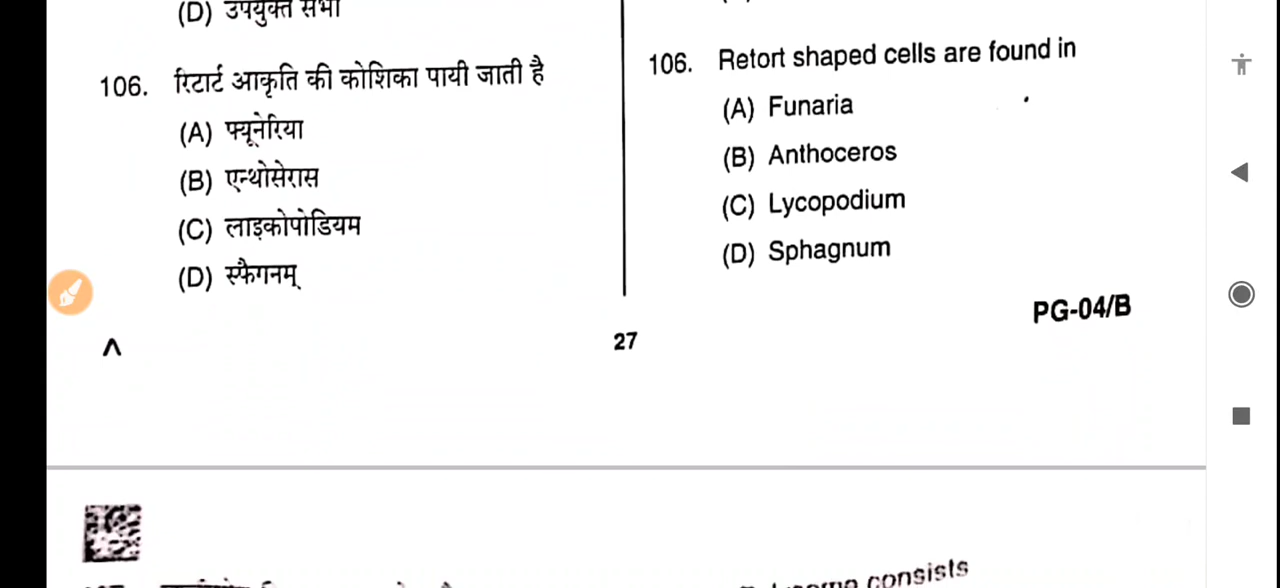 (D) उपर्युक्त सभी
106. रिटार्ट आकृति की कोशिका पायी जाती है
(A) फ्यूनेरिया
(B) एन्थोसेरास
(C) लाइकोपोडियम
(D) स्फैगनम्
106. Retort shaped cells are found in
(A) Funaria
(B) Anthoceros
(C) Lycopodium
(D) Sphagnum
PG-04/B
27
consists